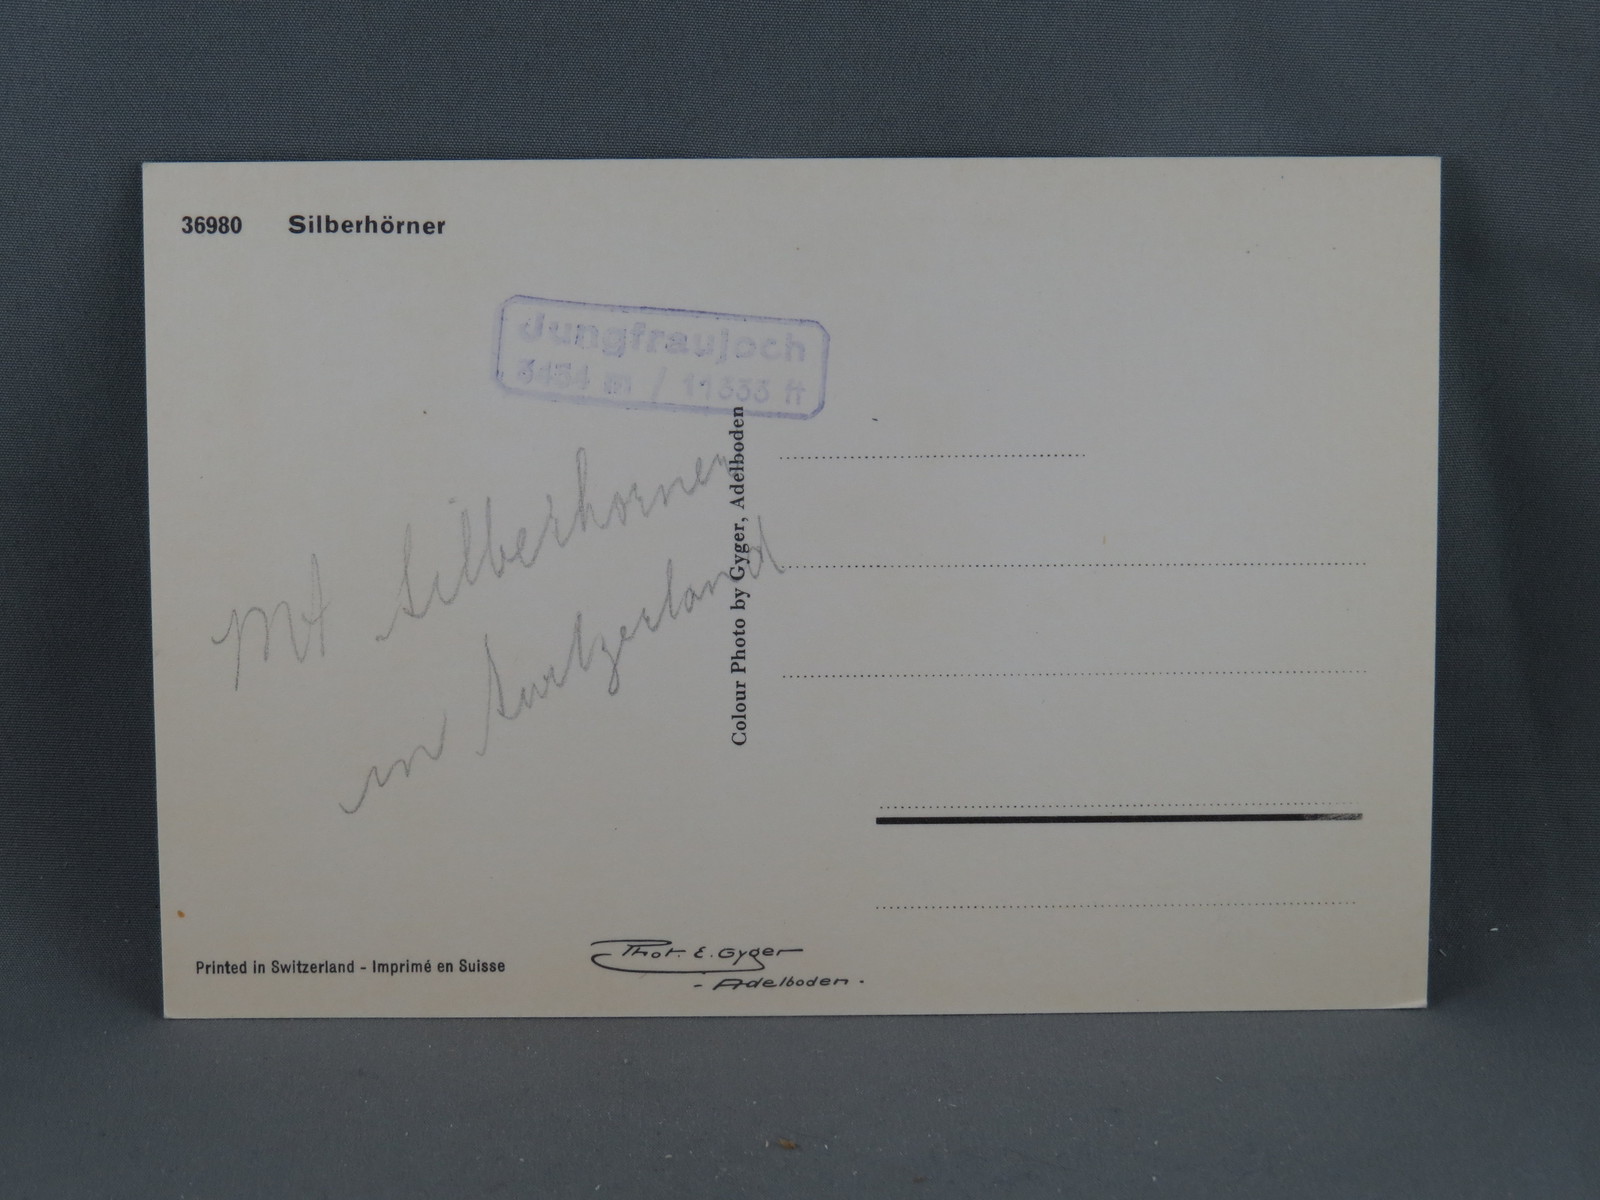 36980 Silberhörner
Jungfraujoch
3454 m / 11333 ft
Colour Photo by Gyger, Adelboden
Mt Silberhorner
in Switzerland
Printed in Switzerland - Imprimé en Suisse
Phot. E. Gyger
- Adelboden -